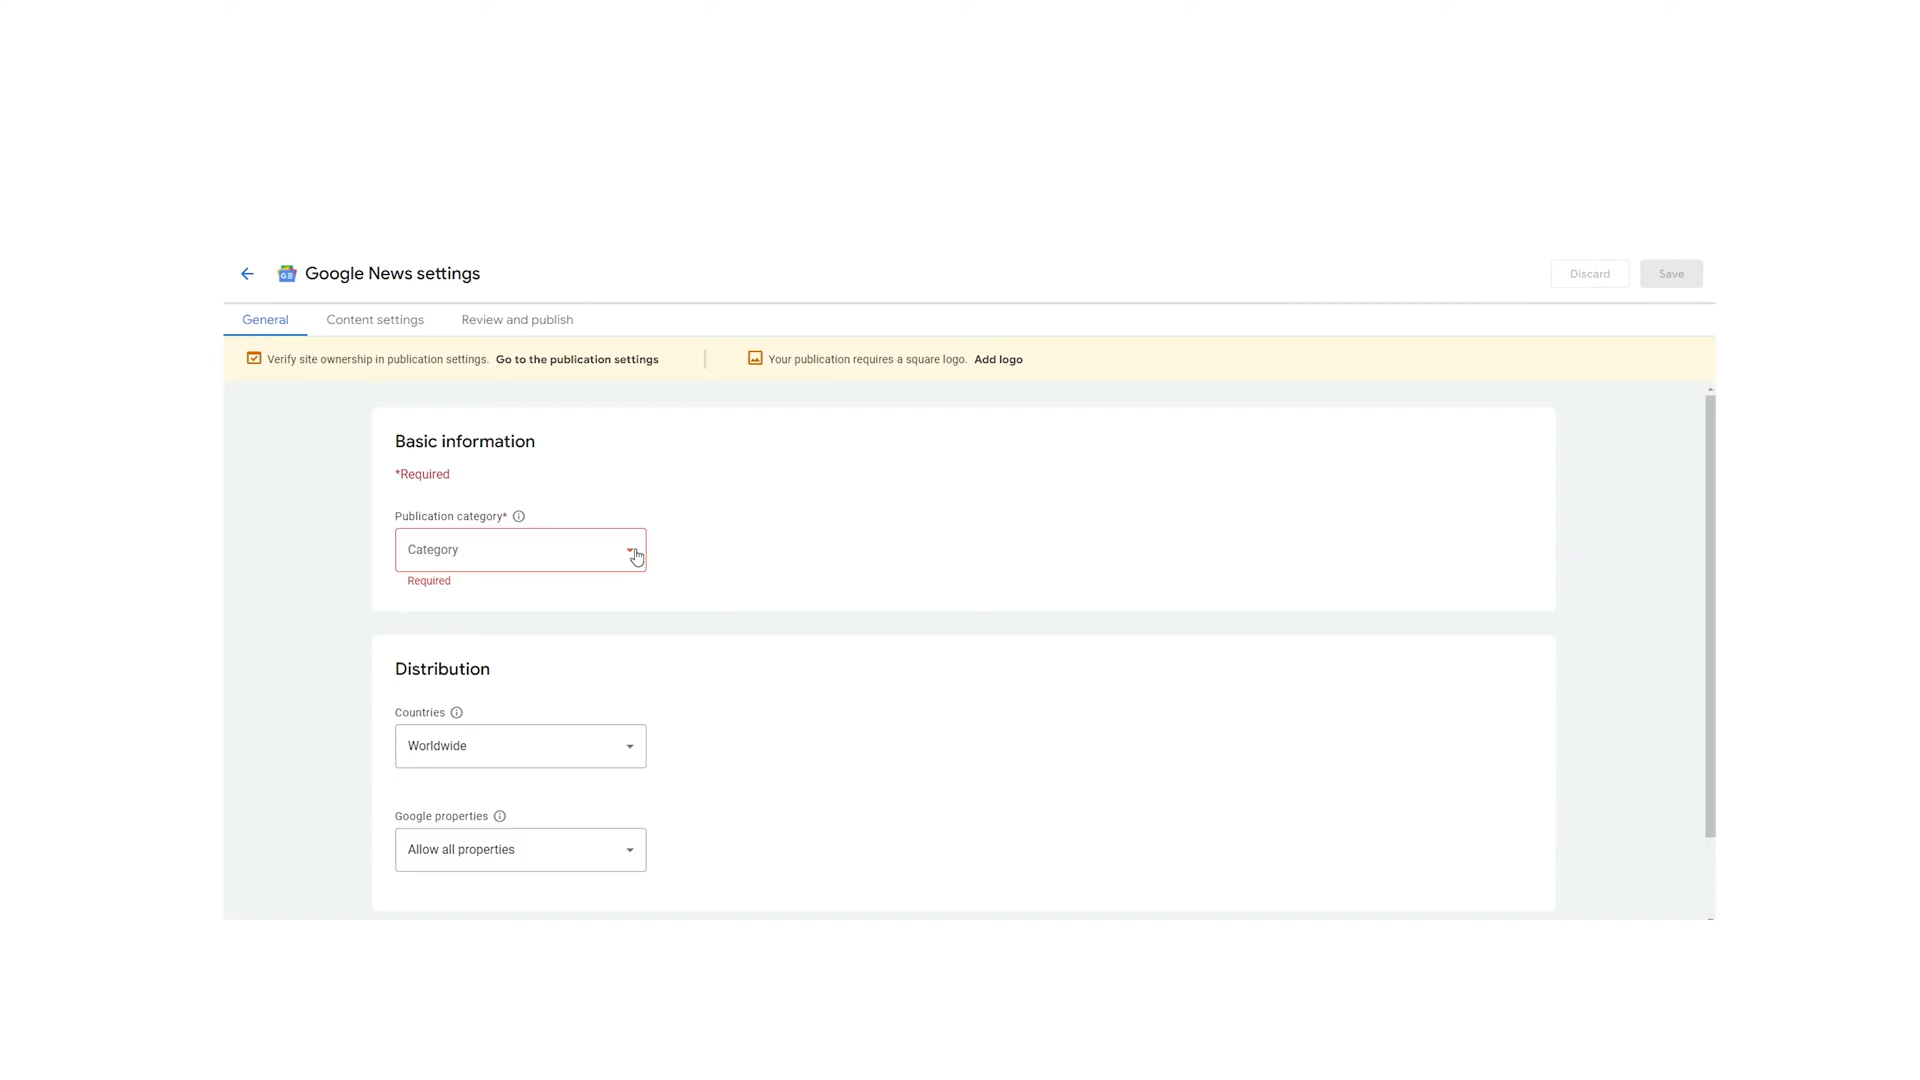 Google News settings
Discard
Save
General
Content settings
Review and publish
Verify site ownership in publication settings. Go to the publication settings
Your publication requires a square logo. Add logo
Basic information
*Required
Publication category*
Category
Required
Distribution
Countries
Worldwide
Google properties
Allow all properties